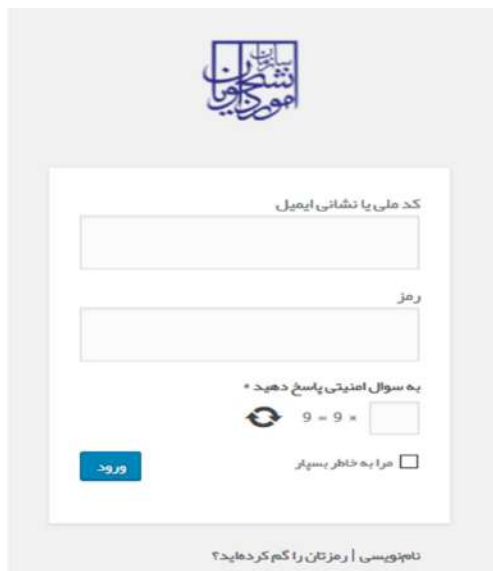 سازمان
امور دانشجویان
کد ملی یا نشانی ایمیل
رمز
به سوال امنیتی پاسخ دهید *
9 = 9 ×
مرا به خاطر بسپار
ورود
نام‌نویسی | رمزتان را گم کرده‌اید؟